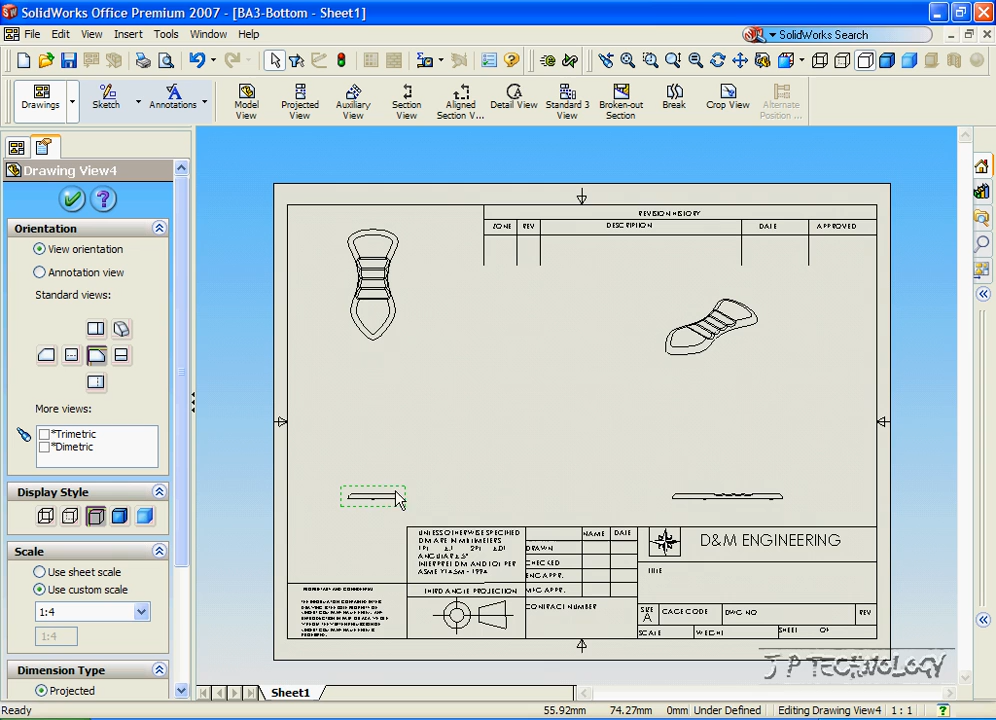 SolidWorks Office Premium 2007 - [BA3-Bottom - Sheet1]
File Edit View Insert Tools Window Help
SolidWorks Search
Drawings Sketch Annotations Model View Projected View Auxiliary View Section View Aligned Section V... Detail View Standard 3 View Broken-out Section Break Crop View Alternate Position ...
Drawing View4
Orientation
View orientation
Annotation view
Standard views:
More views:
*Trimetric
*Dimetric
Display Style
Scale
Use sheet scale
Use custom scale
1:4
1:4
Dimension Type
Projected
REVISION HISTORY
ZONE REV DESCRIPTION DATE APPROVED
UNLESS OTHERWISE SPECIFIED
NAME DATE
DRAWN
CHECKED
ENG APPR.
MFG APPR.
D&M ENGINEERING
TITLE
THIRD ANGLE PROJECTION
CONTRACT NUMBER
SIZE
A
CAGE CODE
DWG NO
REV
SCALE WEIGHT SHEET OF
J P TECHNOLOGY
Sheet1
Ready 55.92mm 74.27mm 0mm Under Defined Editing Drawing View4 1 : 1